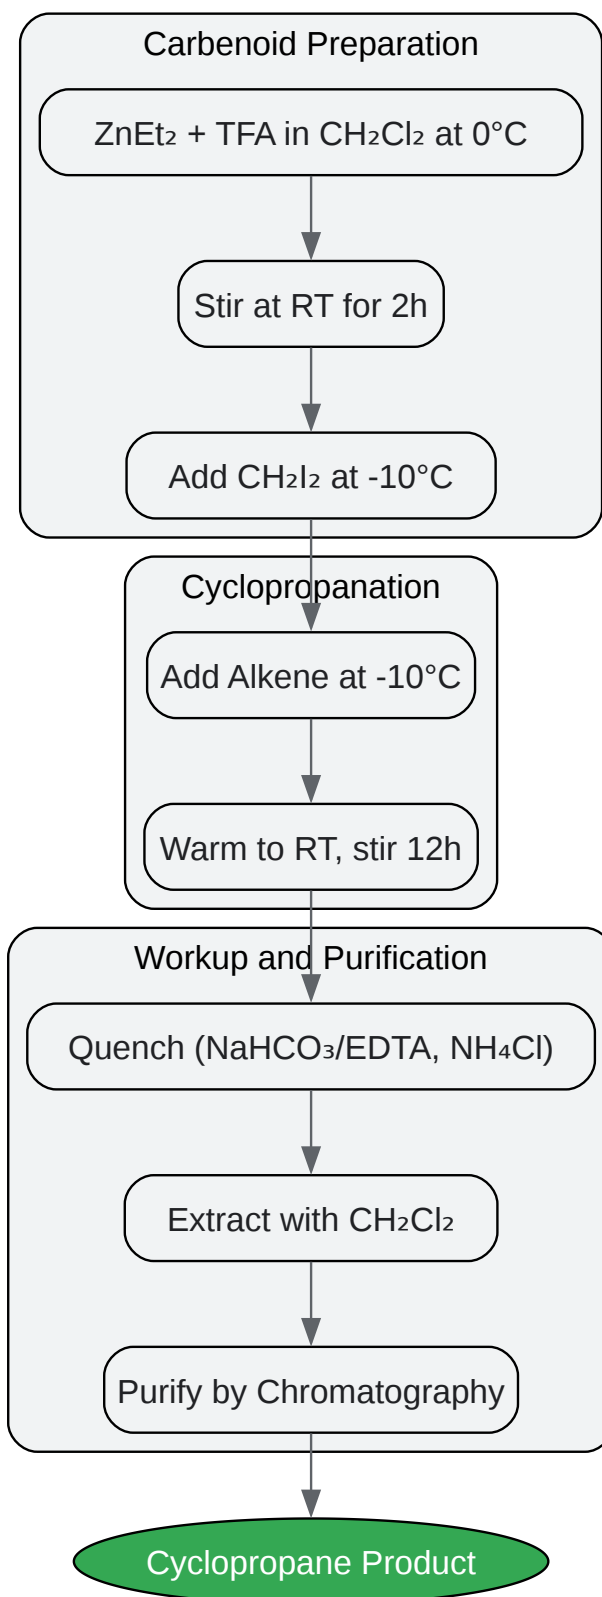 Carbenoid Preparation
ZnEt₂ + TFA in CH₂Cl₂ at 0°C
Stir at RT for 2h
Add CH₂I₂ at -10°C
Cyclopropanation
Add Alkene at -10°C
Warm to RT, stir 12h
Workup and Purification
Quench (NaHCO₃/EDTA, NH₄Cl)
Extract with CH₂Cl₂
Purify by Chromatography
Cyclopropane Product